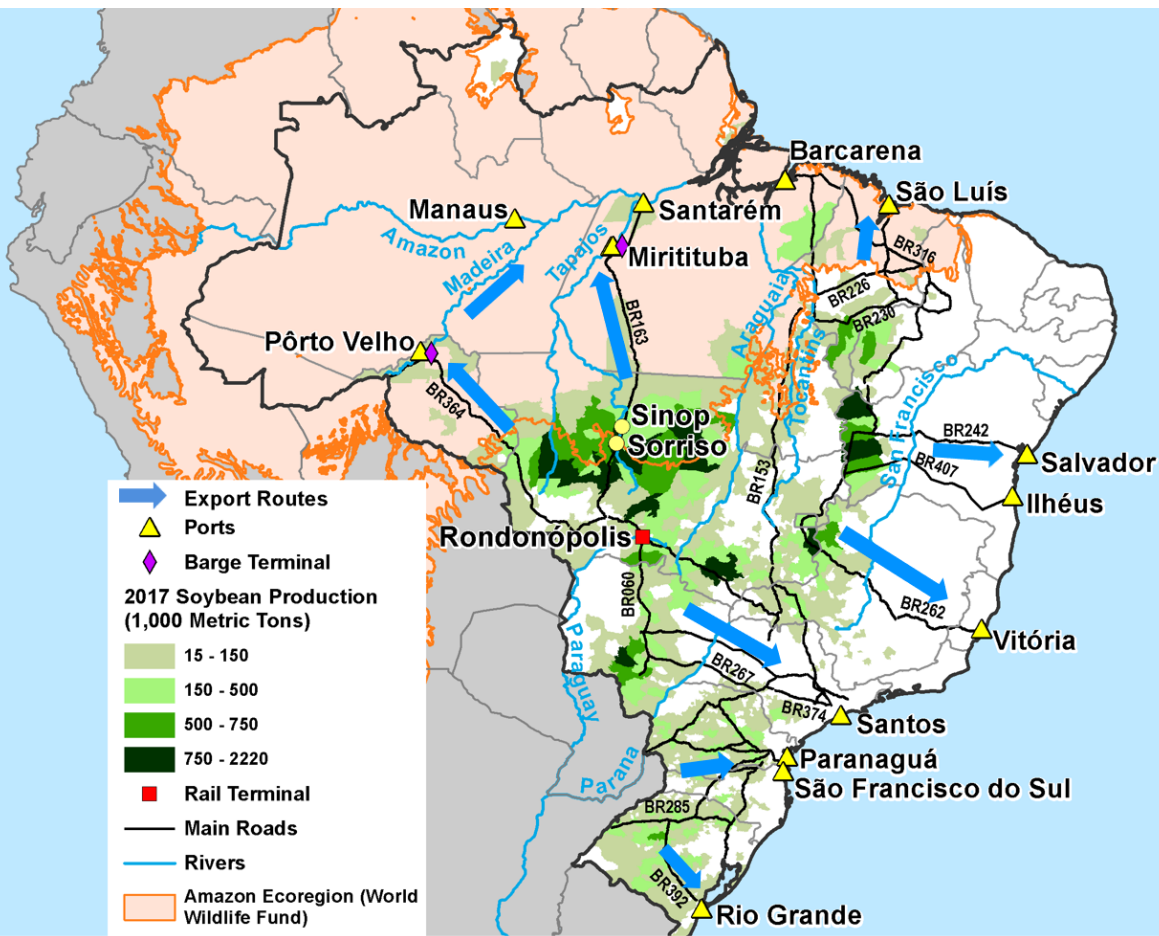 Barcarena
São Luís
Manaus
Santarém
Amazon
Madeira
Tapajos
Miritituba
BR316
BR226
BR230
BR163
Araguaian
Tocantins
Pôrto Velho
BR364
San Francisco
Sinop
Sorriso
BR242
Salvador
BR407
BR153
Ilhéus
Rondonópolis
BR060
BR262
Vitória
Paraguay
BR267
BR374
Santos
Parana
Paranaguá
São Francisco do Sul
BR285
BR392
Rio Grande
Export Routes
Ports
Barge Terminal
2017 Soybean Production
(1,000 Metric Tons)
15 - 150
150 - 500
500 - 750
750 - 2220
Rail Terminal
Main Roads
Rivers
Amazon Ecoregion (World
Wildlife Fund)